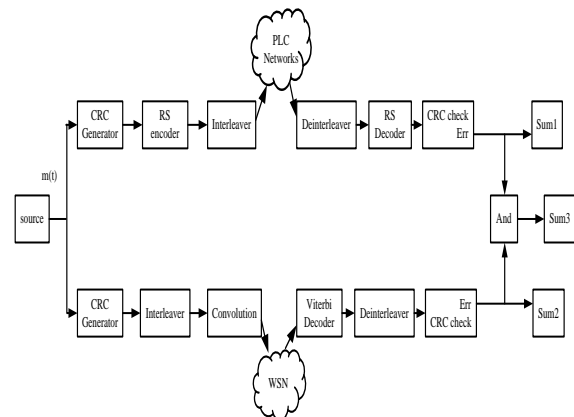 PLC
Networks
CRC
Generator
RS
encoder
Interleaver
Deinterleaver
RS
Decoder
CRC check
Err
Sum1
m(t)
source
And
Sum3
CRC
Generator
Interleaver
Convolution
Viterbi
Decoder
Deinterleaver
Err
CRC check
Sum2
WSN